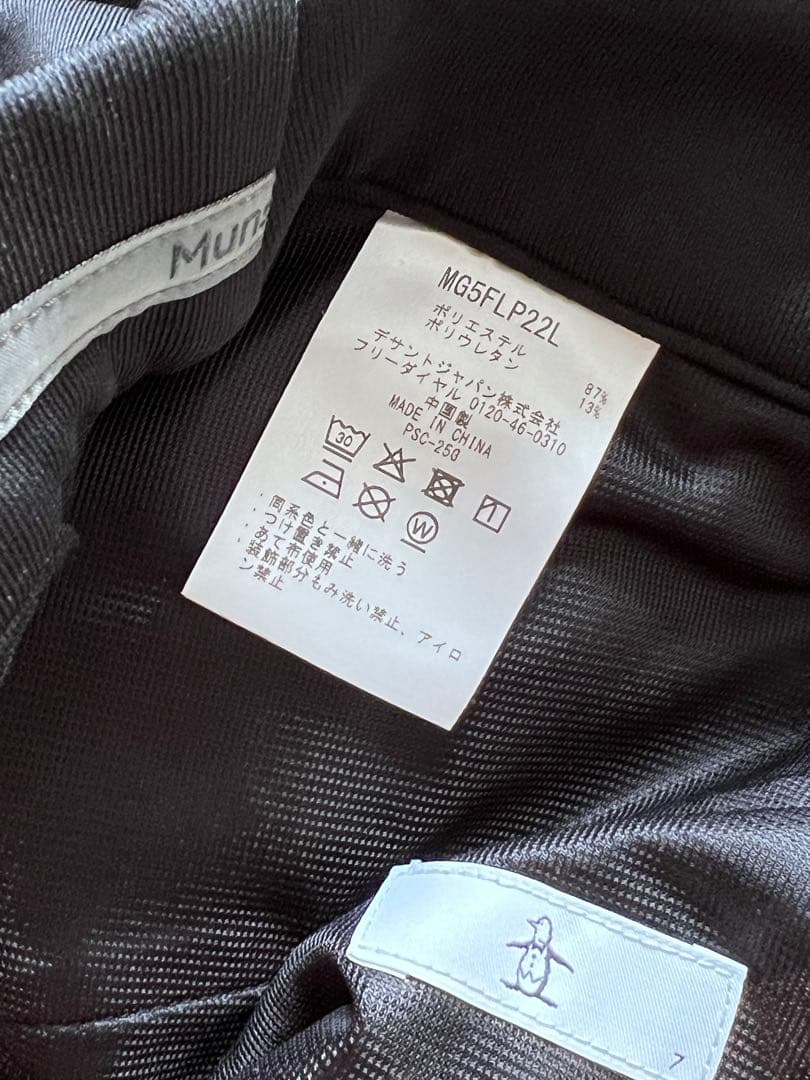 Muns
MG5FLP22L
ポリエステル 87%
ポリウレタン 13%
デサントジャパン株式会社
フリーダイヤル 0120-46-0310
中国製
MADE IN CHINA
PSC-25G
30
W
・同系色と一緒に洗う
・つけ置き禁止
・あて布使用
・装飾部分もみ洗い禁止、アイロ
ン禁止
7